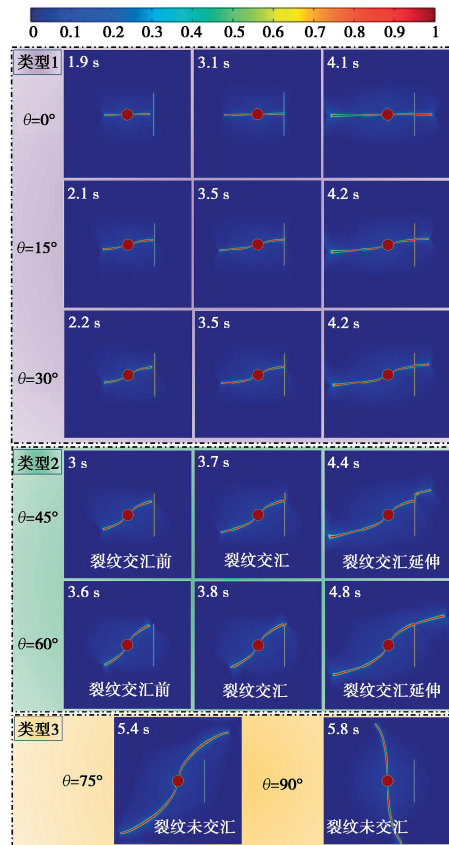 0 0.1 0.2 0.3 0.4 0.5 0.6 0.7 0.8 0.9 1
类型1
1.9 s 3.1 s 4.1 s
θ=0°
2.1 s 3.5 s 4.2 s
θ=15°
2.2 s 3.5 s 4.2 s
θ=30°
类型2
3 s 3.7 s 4.4 s
θ=45°
裂纹交汇前 裂纹交汇 裂纹交汇延伸
3.6 s 3.8 s 4.8 s
θ=60°
裂纹交汇前 裂纹交汇 裂纹交汇延伸
类型3
5.4 s 5.8 s
θ=75° θ=90°
裂纹未交汇 裂纹未交汇